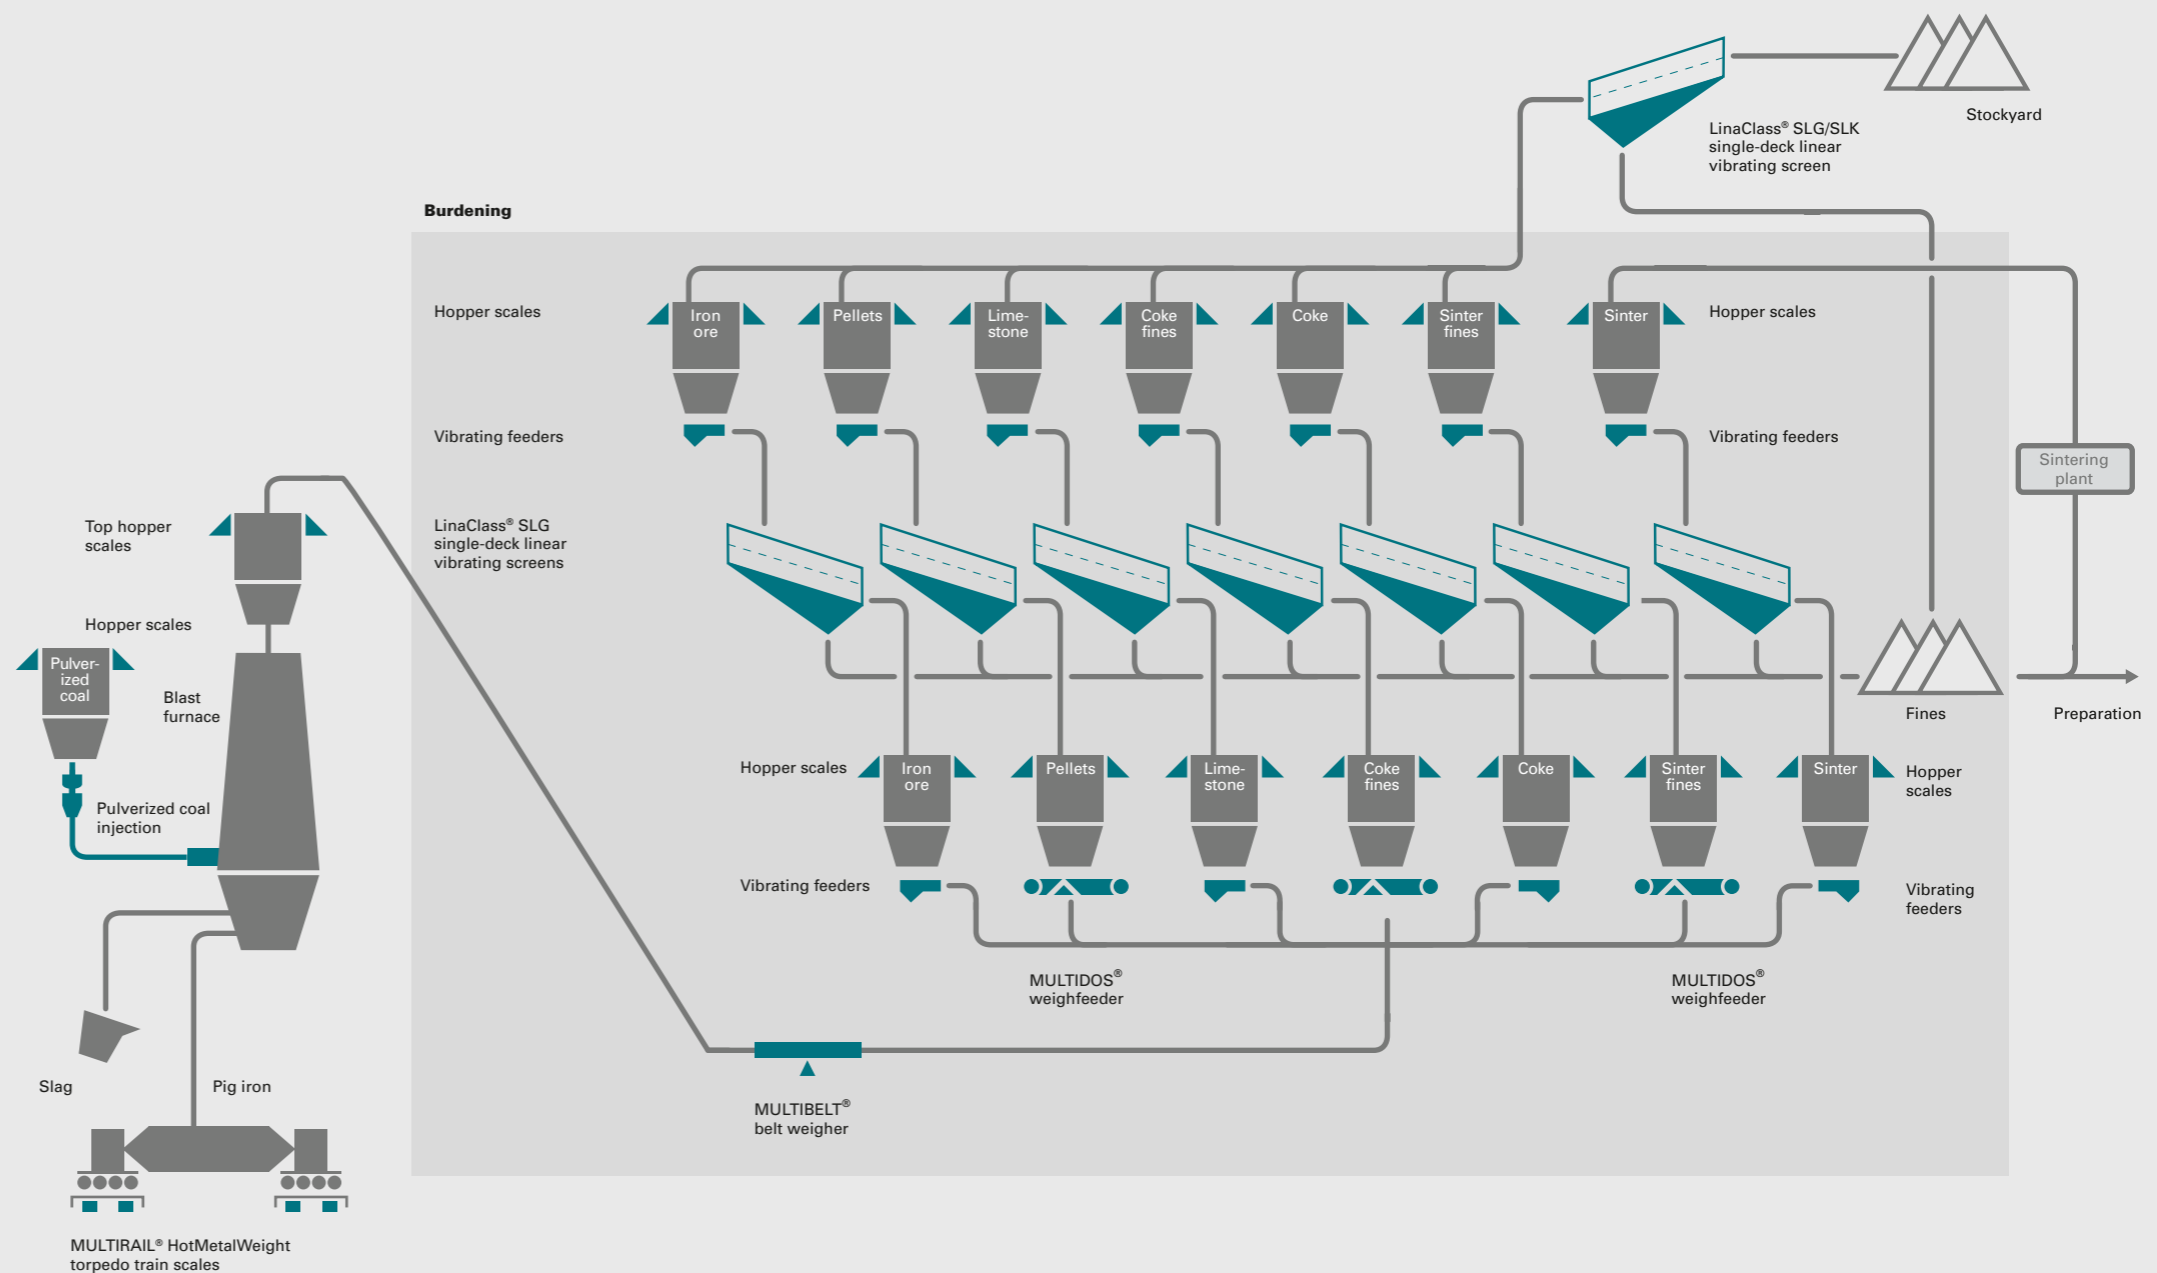 Stockyard
LinaClass® SLG/SLK
single-deck linear
vibrating screen
Burdening
Hopper scales
Iron
ore
Pellets
Lime-
stone
Coke
fines
Coke
Sinter
fines
Sinter
Hopper scales
Vibrating feeders
Vibrating feeders
Sintering
plant
LinaClass® SLG
single-deck linear
vibrating screens
Top hopper
scales
Hopper scales
Pulver-
ized
coal
Blast
furnace
Pulverized coal
injection
Fines
Preparation
Hopper scales
Iron
ore
Pellets
Lime-
stone
Coke
fines
Coke
Sinter
fines
Sinter
Hopper
scales
Vibrating feeders
Vibrating
feeders
MULTIDOS®
weighfeeder
MULTIDOS®
weighfeeder
Slag
Pig iron
MULTIBELT®
belt weigher
MULTIRAIL® HotMetalWeight
torpedo train scales